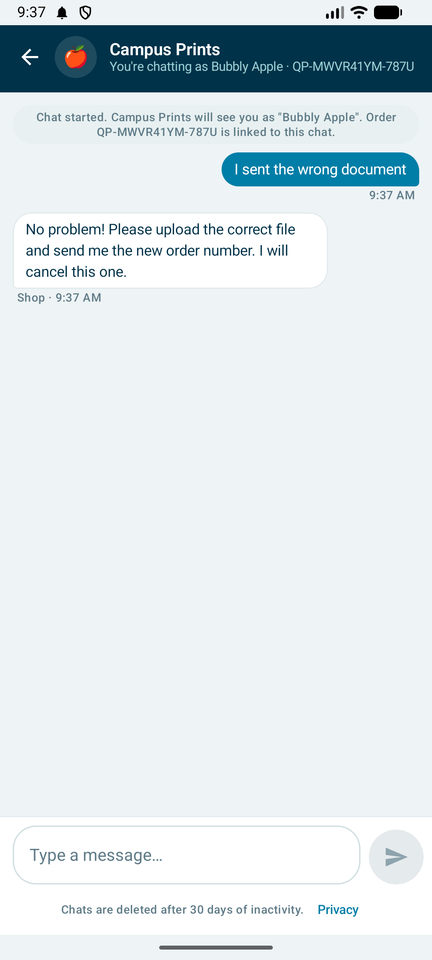 9:37
Campus Prints
You're chatting as Bubbly Apple · QP-MWVR41YM-787U
Chat started. Campus Prints will see you as "Bubbly Apple". Order
QP-MWVR41YM-787U is linked to this chat.
I sent the wrong document
9:37 AM
No problem! Please upload the correct file
and send me the new order number. I will
cancel this one.
Shop · 9:37 AM
Type a message...
Chats are deleted after 30 days of inactivity. Privacy